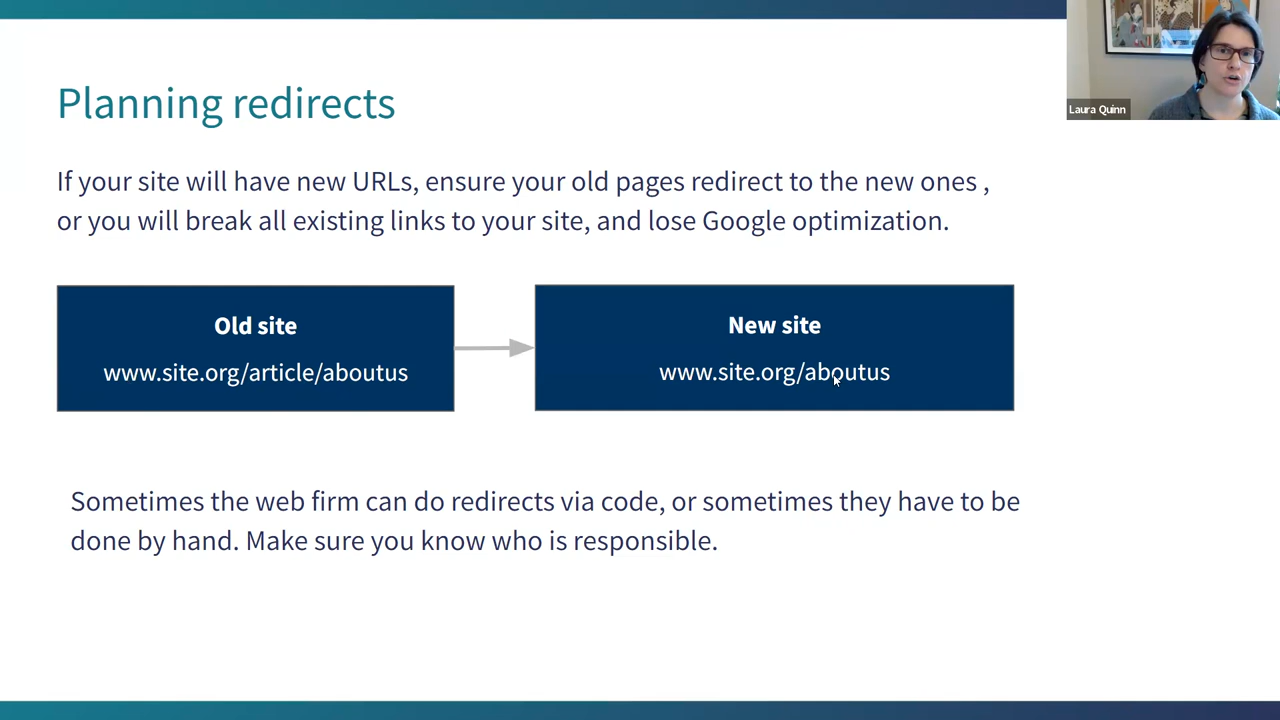 Planning redirects
Laura Quinn
If your site will have new URLs, ensure your old pages redirect to the new ones ,
or you will break all existing links to your site, and lose Google optimization.
Old site
www.site.org/article/aboutus
New site
www.site.org/aboutus
Sometimes the web firm can do redirects via code, or sometimes they have to be
done by hand. Make sure you know who is responsible.